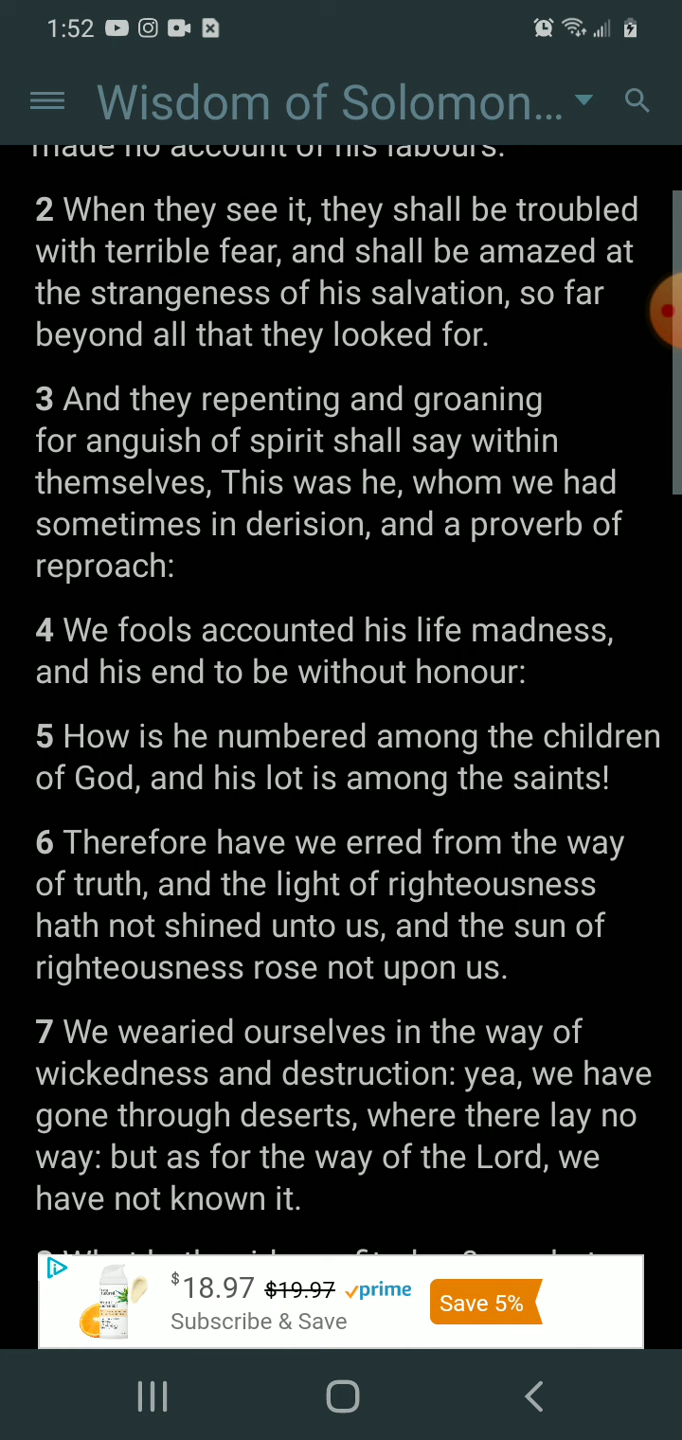 1:52
Wisdom of Solomon...
made no account of his labours.
2 When they see it, they shall be troubled
with terrible fear, and shall be amazed at
the strangeness of his salvation, so far
beyond all that they looked for.
3 And they repenting and groaning
for anguish of spirit shall say within
themselves, This was he, whom we had
sometimes in derision, and a proverb of
reproach:
4 We fools accounted his life madness,
and his end to be without honour:
5 How is he numbered among the children
of God, and his lot is among the saints!
6 Therefore have we erred from the way
of truth, and the light of righteousness
hath not shined unto us, and the sun of
righteousness rose not upon us.
7 We wearied ourselves in the way of
wickedness and destruction: yea, we have
gone through deserts, where there lay no
way: but as for the way of the Lord, we
have not known it.
$18.97 $19.97 prime
Subscribe & Save
Save 5%